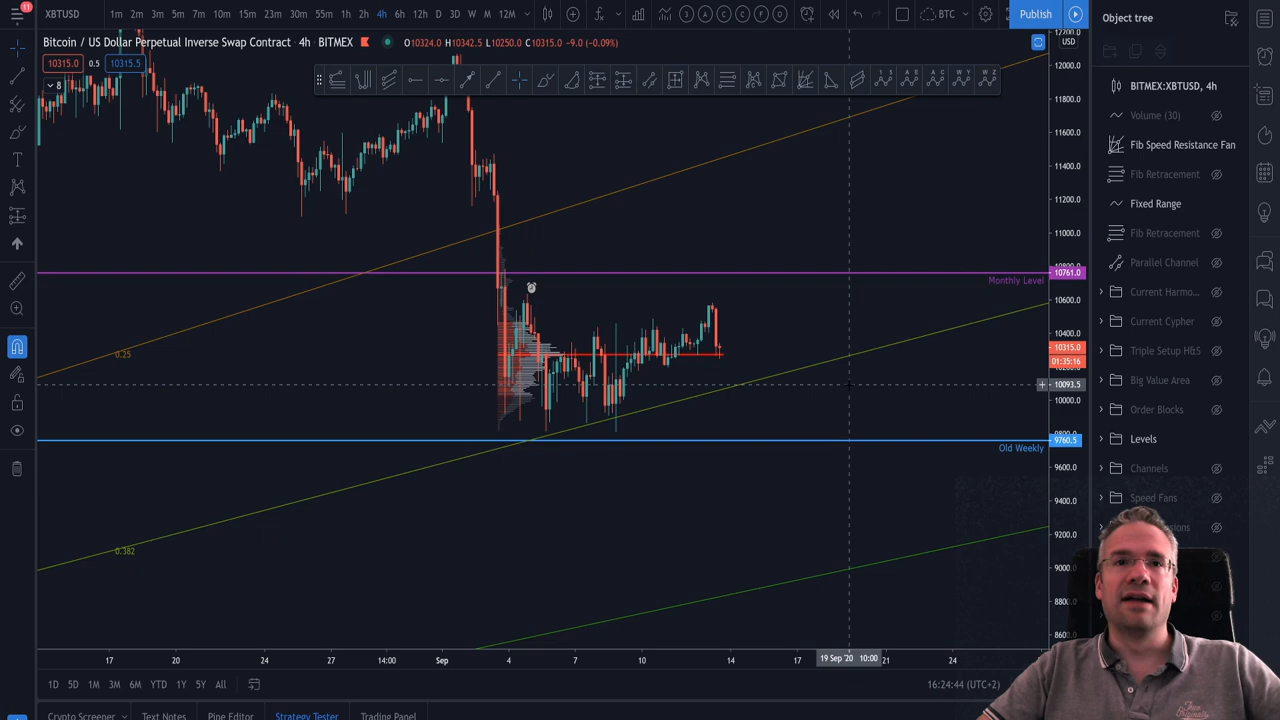 11
XBTUSD
1m 2m 3m 5m 7m 10m 15m 30m 45m 55m 1h 2h 4h 6h 12h D 2D 3D W M 2M 12M
BTC
Publish
Object tree
Bitcoin / US Dollar Perpetual Inverse Swap Contract · 4h · BITMEX O10324.0 H10342.5 L10250.0 C10315.0 -9.0 (-0.09%)
10315.0 0.5 10315.5
8
USD
12000.0
11800.0
11600.0
11400.0
11200.0
11000.0
10761.0
Monthly Level
10600.0
10400.0
10315.0
01:35:16
10093.5
10000.0
9760.5
Old Weekly
9600.0
9400.0
9200.0
9000.0
0.25
0.382
BITMEX:XBTUSD, 4h
Volume (30)
Fib Speed Resistance Fan
Fib Retracement
Fixed Range
Fib Retracement
Parallel Channel
Current Harmo...
Current Cypher
Triple Setup H&S
Big Value Area
Order Blocks
Levels
Channels
Speed Fans
17 20 24 27 14:00 Sep 4 7 10 14 17 19 Sep '20 10:00 21 24
1D 5D 1M 3M 6M YTD 1Y 5Y All
16:24:44 (UTC+2)
Crypto Screener Text Notes Pine Editor Strategy Tester Trading Panel